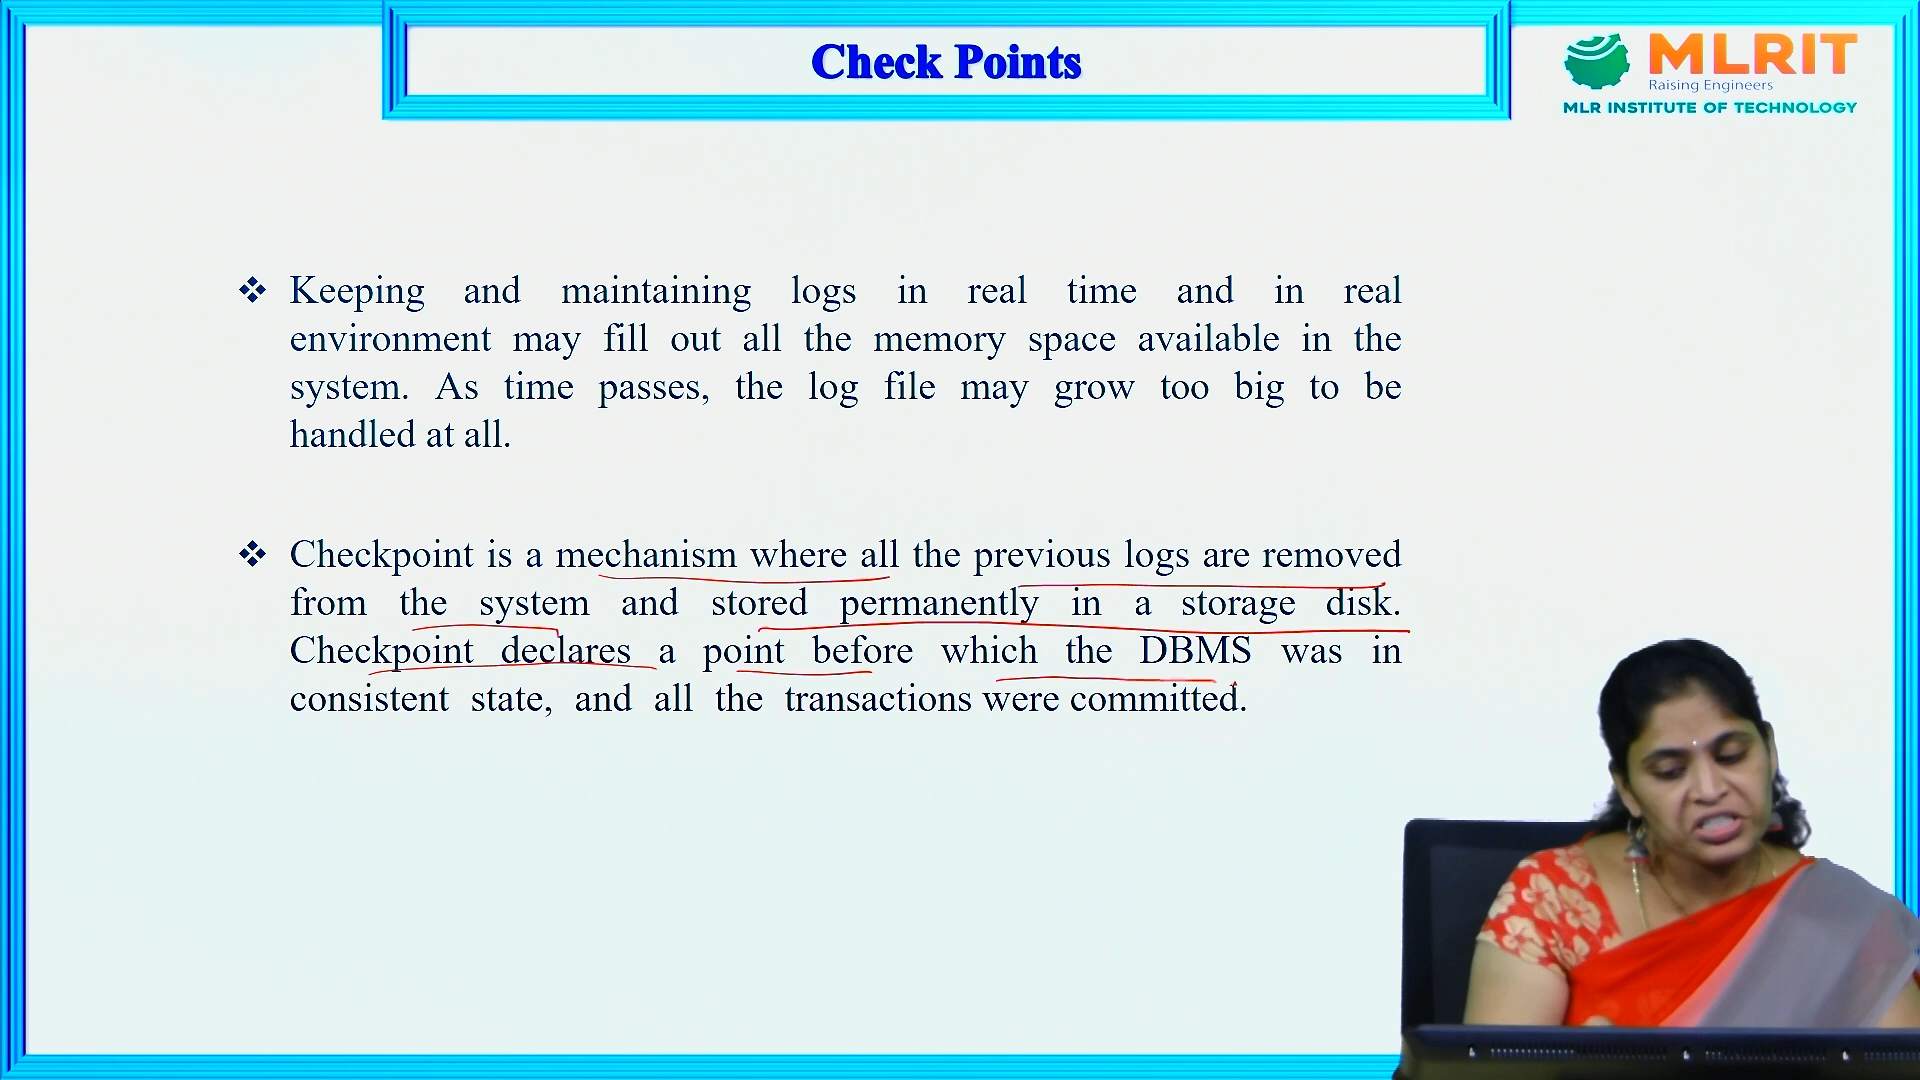 Check Points
MLRIT
Raising Engineers
MLR INSTITUTE OF TECHNOLOGY
Keeping and maintaining logs in real time and in real
environment may fill out all the memory space available in the
system. As time passes, the log file may grow too big to be
handled at all.
Checkpoint is a mechanism where all the previous logs are removed
from the system and stored permanently in a storage disk.
Checkpoint declares a point before which the DBMS was in
consistent state, and all the transactions were committed.